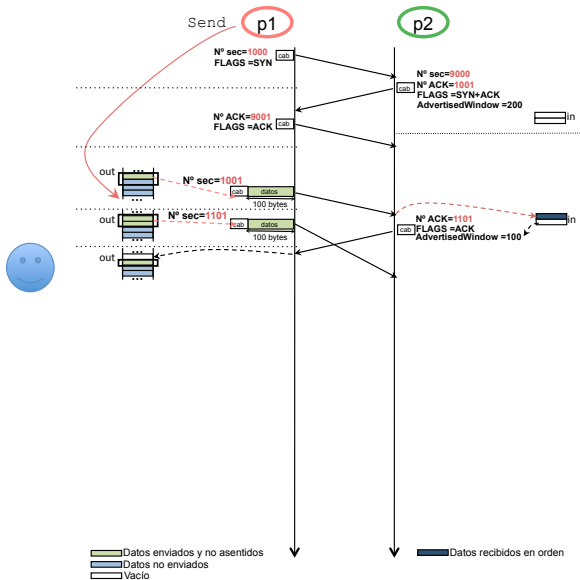 Send p1 p2
Nº sec=1000
FLAGS =SYN
cab
Nº sec=9000
Nº ACK=1001
FLAGS =SYN+ACK
AdvertisedWindow =200
cab
in
Nº ACK=9001
FLAGS =ACK
cab
...
out
...
Nº sec=1001
cab datos
100 bytes
...
out
...
Nº sec=1101
cab datos
100 bytes
Nº ACK=1101
FLAGS =ACK
AdvertisedWindow =100
cab
in
...
out
...
Datos enviados y no asentidos
Datos no enviados
Vacío
Datos recibidos en orden